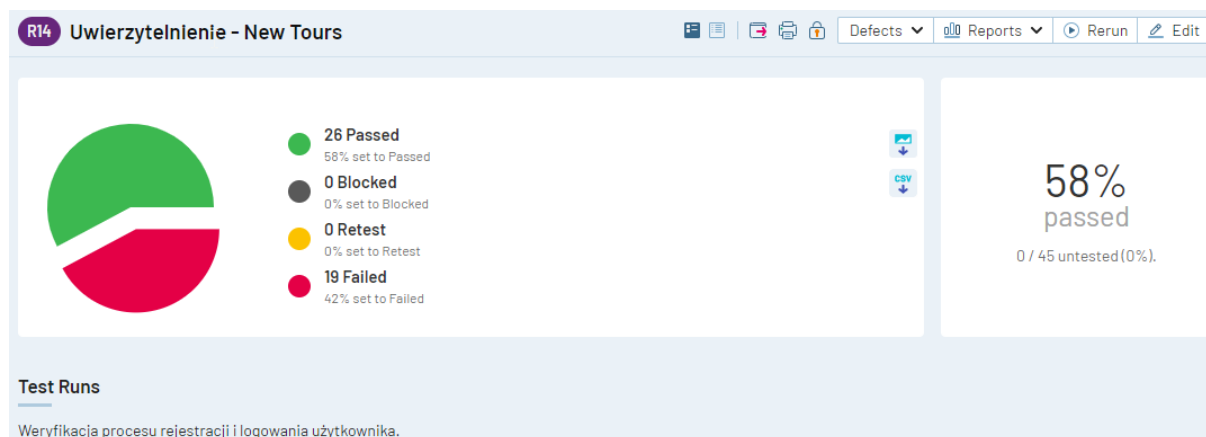 R14 Uwierzytelnienie - New Tours
Defects Reports Rerun Edit
26 Passed
58% set to Passed
0 Blocked
0% set to Blocked
0 Retest
0% set to Retest
19 Failed
42% set to Failed
CSV
58%
passed
0 / 45 untested (0%).
Test Runs
Weryfikacja procesu rejestracji i logowania użytkownika.